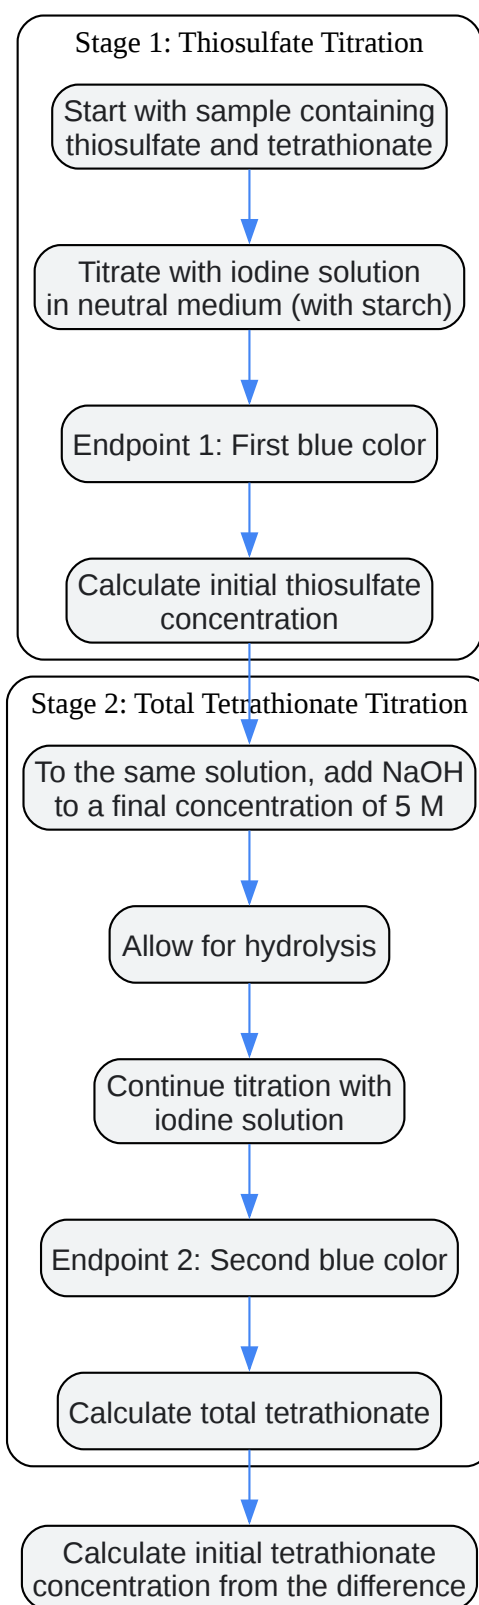 Stage 1: Thiosulfate Titration
Start with sample containing
thiosulfate and tetrathionate
Titrate with iodine solution
in neutral medium (with starch)
Endpoint 1: First blue color
Calculate initial thiosulfate
concentration
Stage 2: Total Tetrathionate Titration
To the same solution, add NaOH
to a final concentration of 5 M
Allow for hydrolysis
Continue titration with
iodine solution
Endpoint 2: Second blue color
Calculate total tetrathionate
Calculate initial tetrathionate
concentration from the difference